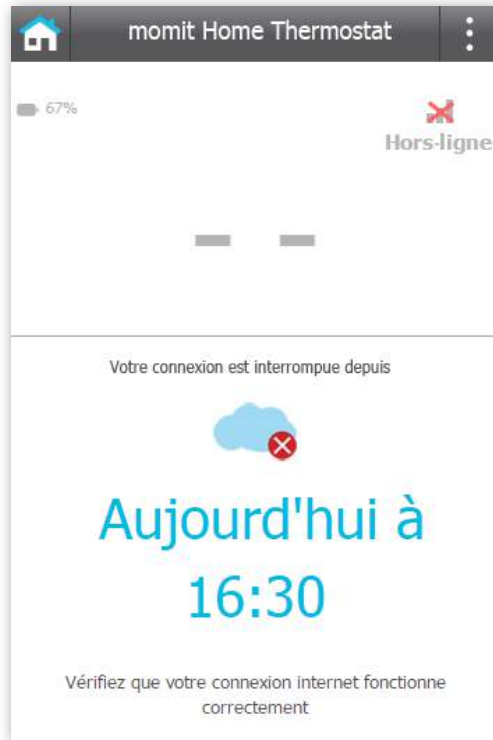 momit Home Thermostat
67%
Hors-ligne
- -
Votre connexion est interrompue depuis
Aujourd'hui à
16:30
Vérifiez que votre connexion internet fonctionne
correctement